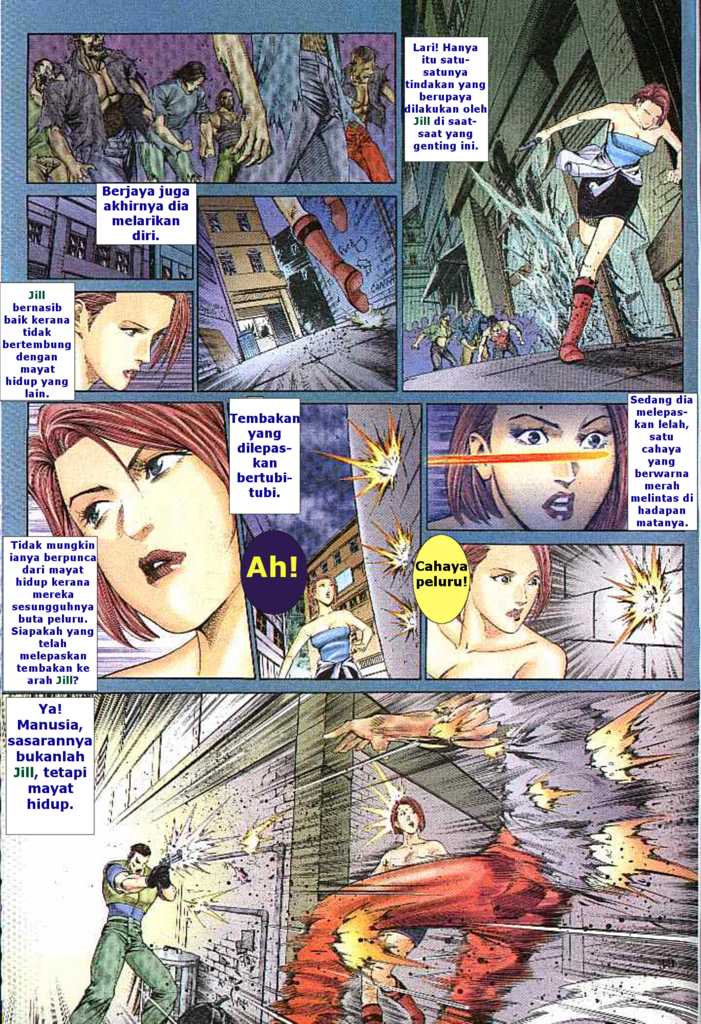 Lari! Hanya
itu satu-
satunya
tindakan yang
berupaya
dilakukan oleh
Jill di saat-
saat yang
genting ini.
Berjaya juga
akhirnya dia
melarikan
diri.
Jill
bernasib
baik kerana
tidak
bertembung
dengan
mayat
hidup yang
lain.
Sedang dia
melepas-
kan lelah,
satu
cahaya
yang
berwarna
merah
melintas di
hadapan
matanya.
Tembakan
yang
dilepas-
kan
bertubi-
tubi.
Ah!
Cahaya
peluru!
Tidak mungkin
ianya berpunca
dari mayat
hidup kerana
mereka
sesungguhnya
buta peluru.
Siapakah yang
telah
melepaskan
tembakan ke
arah Jill?
Ya!
Manusia,
sasarannya
bukanlah
Jill, tetapi
mayat
hidup.